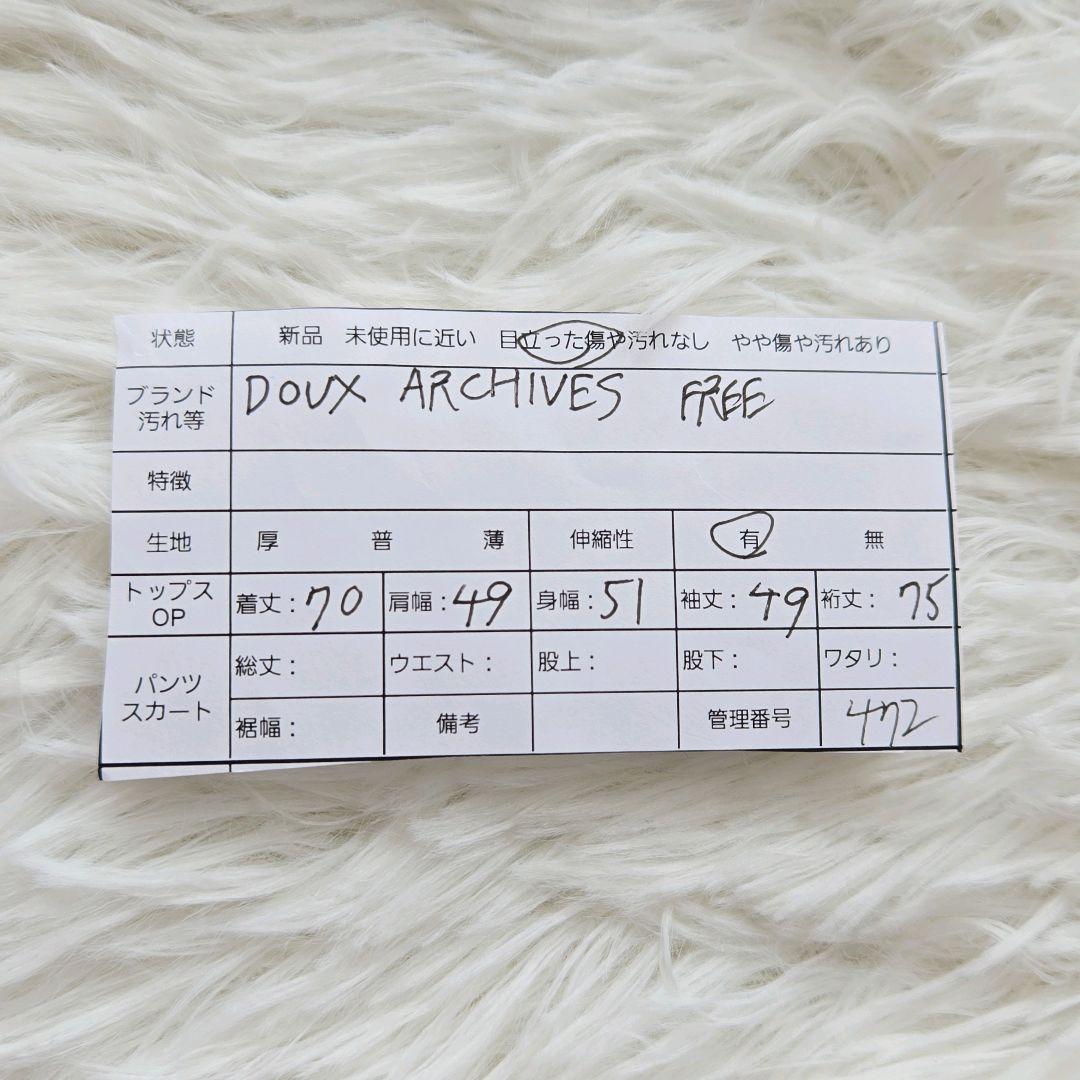 状態 新品 未使用に近い 目立った傷や汚れなし やや傷や汚れあり
ブランド 汚れ等 DOUX ARCHIVES FREE
特徴
生地 厚 普 薄 伸縮性 有 無
トップス OP 着丈：70 肩幅：49 身幅：51 袖丈：49 裄丈：75
パンツ スカート 総丈： ウエスト： 股上： 股下： ワタリ：
裾幅： 備考 管理番号 472